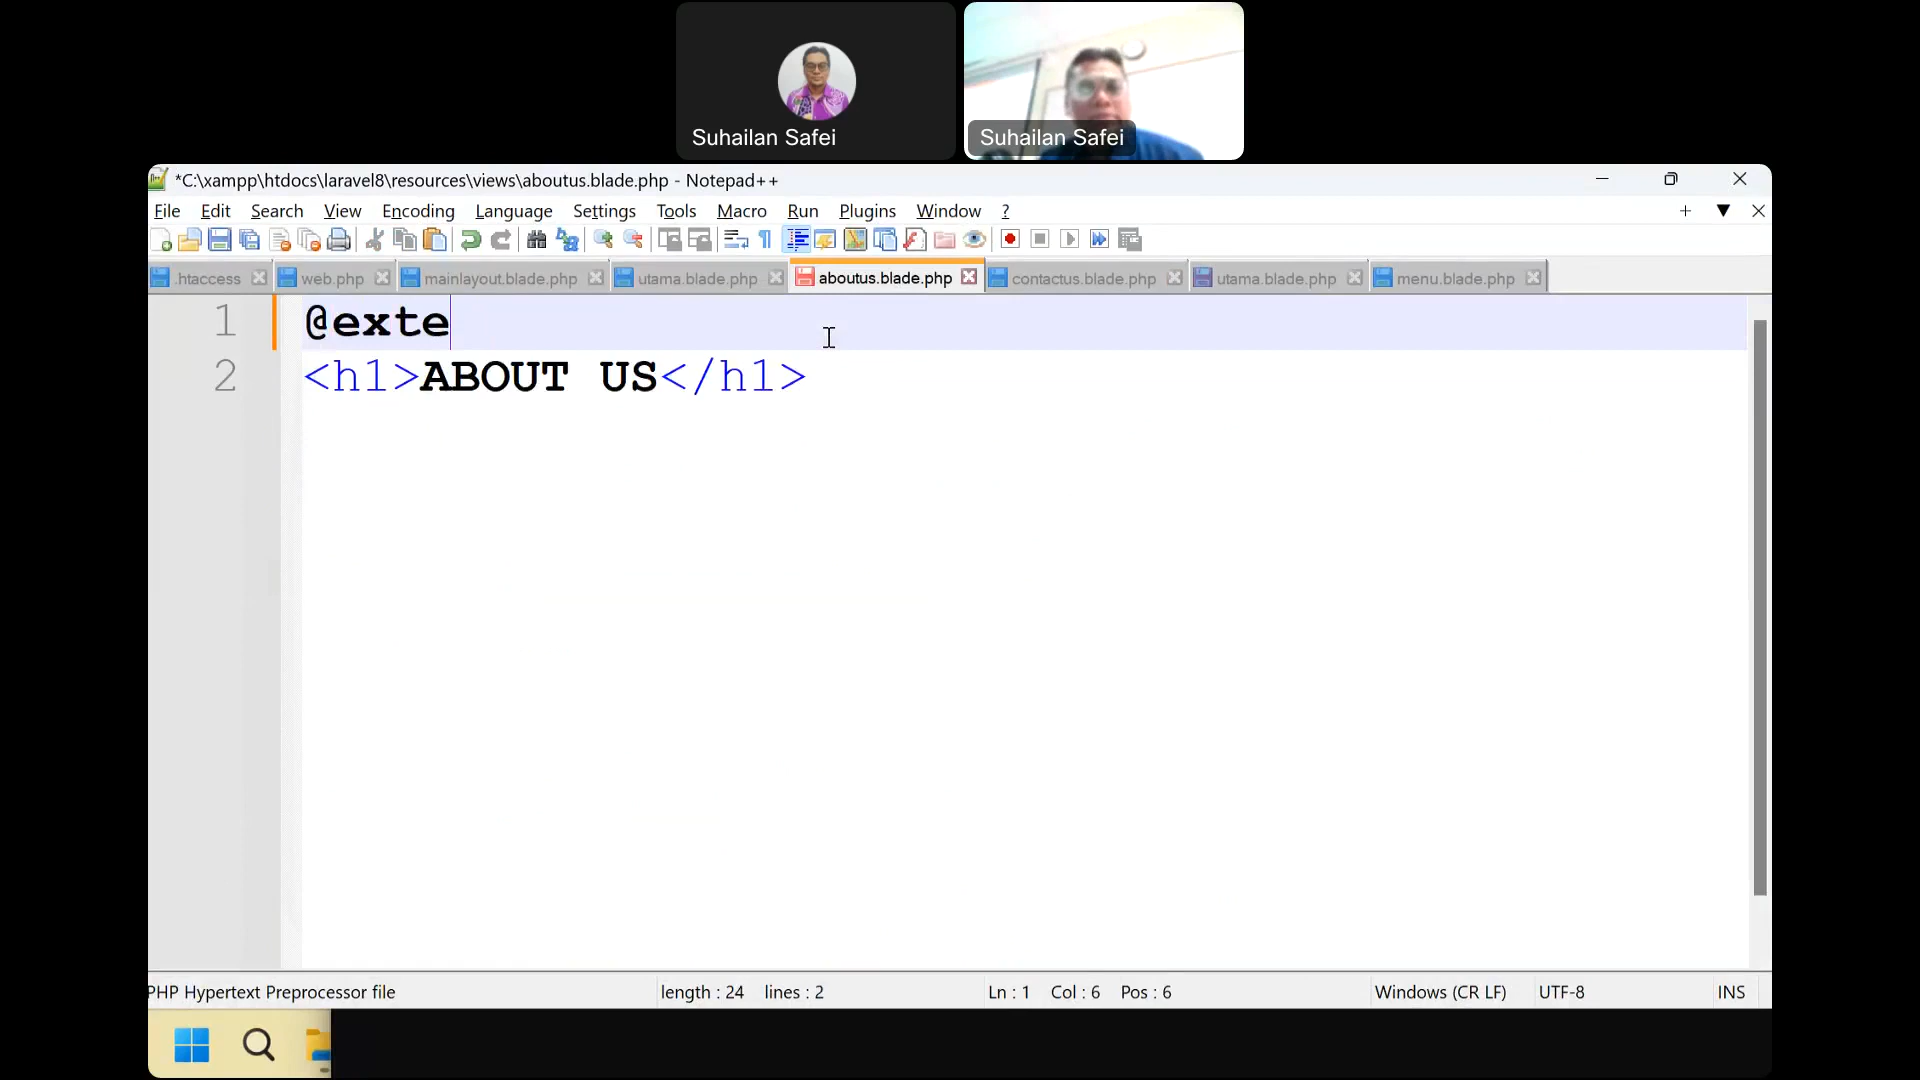 Suhailan Safei
Suhailan Safei
*C:\xampp\htdocs\laravel8\resources\views\aboutus.blade.php - Notepad++
File Edit Search View Encoding Language Settings Tools Macro Run Plugins Window ?
.htaccess web.php mainlayout.blade.php utama.blade.php aboutus.blade.php contactus.blade.php utama.blade.php menu.blade.php
1 @exte
2 <h1>ABOUT US</h1>
PHP Hypertext Preprocessor file length : 24 lines : 2 Ln : 1 Col : 6 Pos : 6 Windows (CR LF) UTF-8 INS